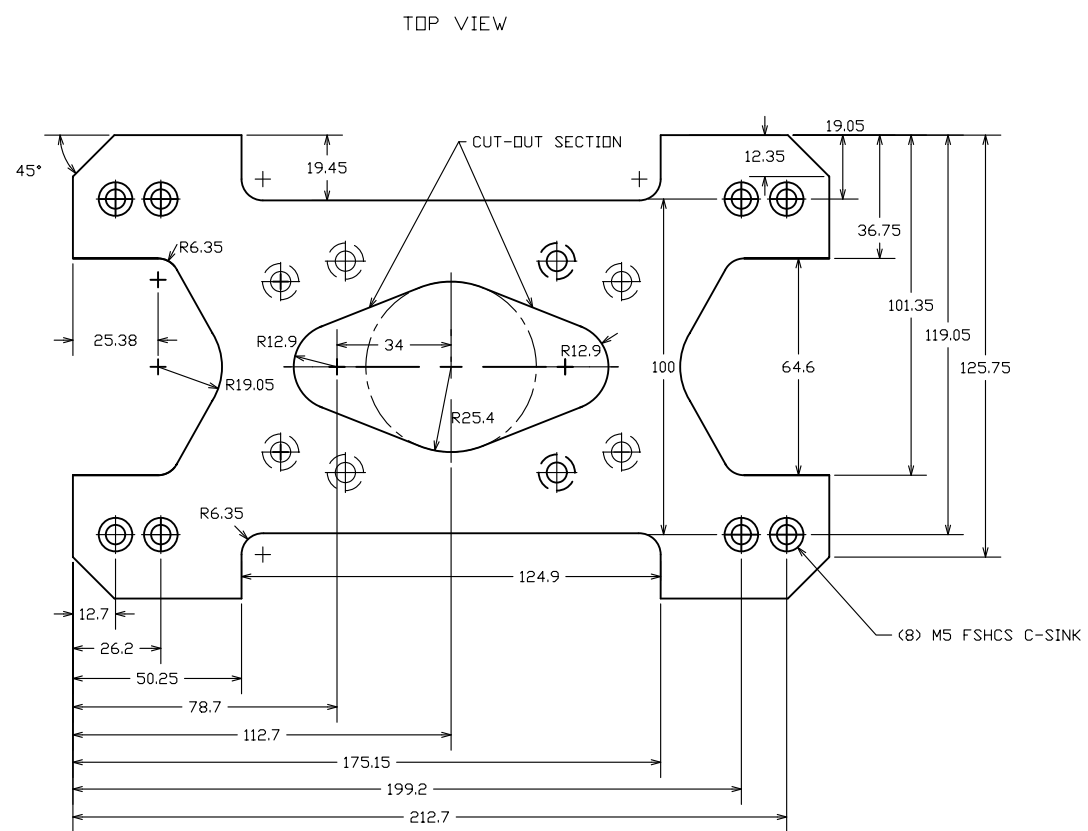 TOP VIEW
19.05
CUT-OUT SECTION
12.35
45°
19.45
36.75
R6.35
101.35
119.05
25.38
R12.9
34
R12.9
100
64.6
125.75
R19.05
R25.4
R6.35
124.9
12.7
(8) M5 FSHCS C-SINK
26.2
50.25
78.7
112.7
175.15
199.2
212.7